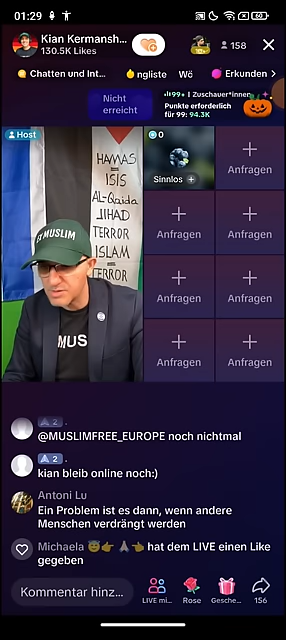 01:29
60
Kian Kermansh...
130.5K Likes
158
Chatten und Int...
ngliste
Wö
Erkunden
Nicht
erreicht
99+ | Zuschauer*innen
Punkte erforderlich
für 99: 94.3K
Host
0
Sinnlos +
Anfragen
Anfragen
Anfragen
Anfragen
Anfragen
Anfragen
Anfragen
HAMAS
=
ISIS
AL-Qaida
JIHAD
TERROR
ISLAM
=
TERROR
MUSLIM
MUS
A 2
@MUSLIMFREE_EUROPE noch nichtmal
A 2
kian bleib online noch:)
Antoni Lu
Ein Problem ist es dann, wenn andere
Menschen verdrängt werden
Michaela hat dem LIVE einen Like
gegeben
Kommentar hinz...
LIVE mi...
Rose
Gesche...
156